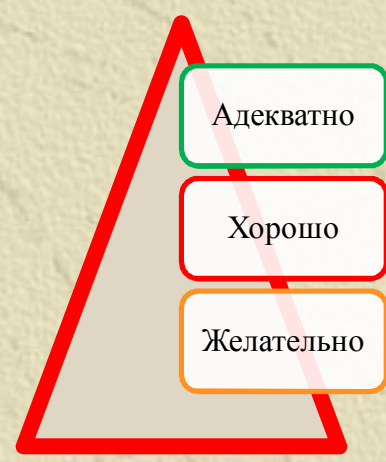 Адекватно
Хорошо
Желательно